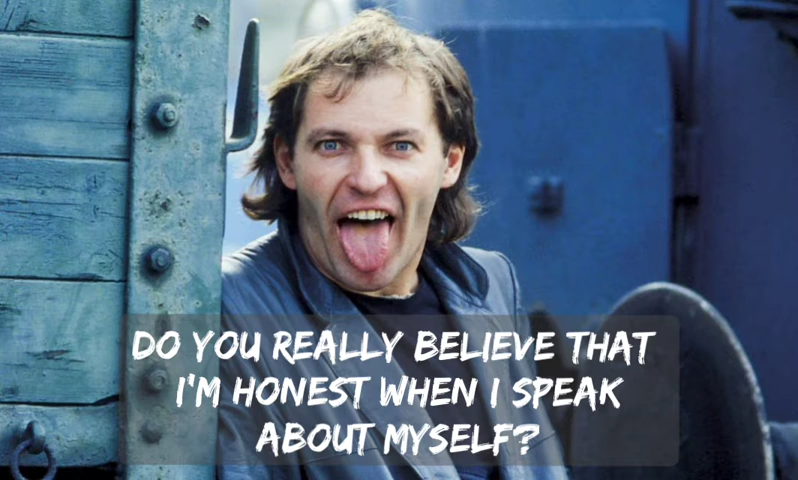 DO YOU REALLY BELIEVE THAT
I'M HONEST WHEN I SPEAK
ABOUT MYSELF?